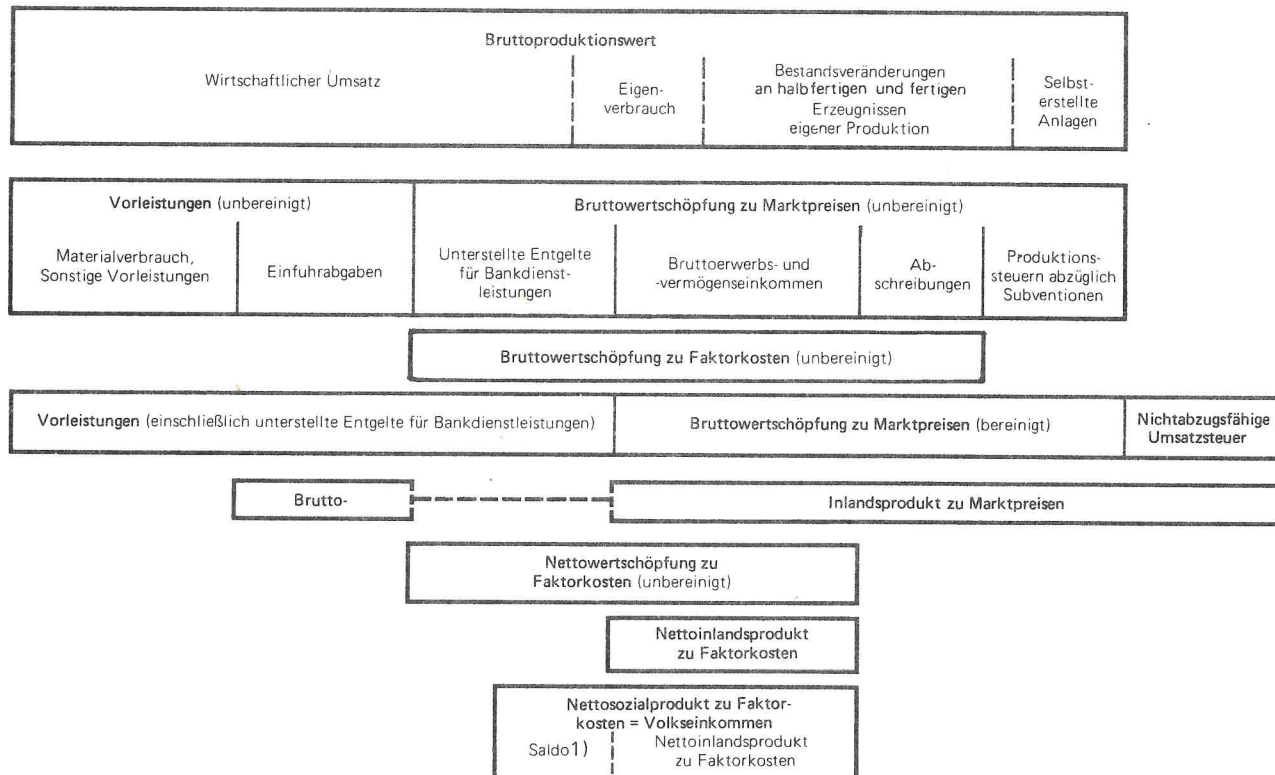 Bruttoproduktionswert
Wirtschaftlicher Umsatz
Eigen-
verbrauch
Bestandsveränderungen
an halbfertigen und fertigen
Erzeugnissen
eigener Produktion
Selbst-
erstellte
Anlagen
Vorleistungen (unbereinigt)
Bruttowertschöpfung zu Marktpreisen (unbereinigt)
Materialverbrauch,
Sonstige Vorleistungen
Einfuhrabgaben
Unterstellte Entgelte
für Bankdienst-
leistungen
Bruttoerwerbs- und
-vermögenseinkommen
Ab-
schreibungen
Produktions-
steuern abzüglich
Subventionen
Bruttowertschöpfung zu Faktorkosten (unbereinigt)
Vorleistungen (einschließlich unterstellte Entgelte für Bankdienstleistungen)
Bruttowertschöpfung zu Marktpreisen (bereinigt)
Nichtabzugsfähige
Umsatzsteuer
Brutto-
Inlandsprodukt zu Marktpreisen
Nettowertschöpfung zu
Faktorkosten (unbereinigt)
Nettoinlandsprodukt
zu Faktorkosten
Nettosozialprodukt zu Faktor-
kosten = Volkseinkommen
Saldo1)
Nettoinlandsprodukt
zu Faktorkosten